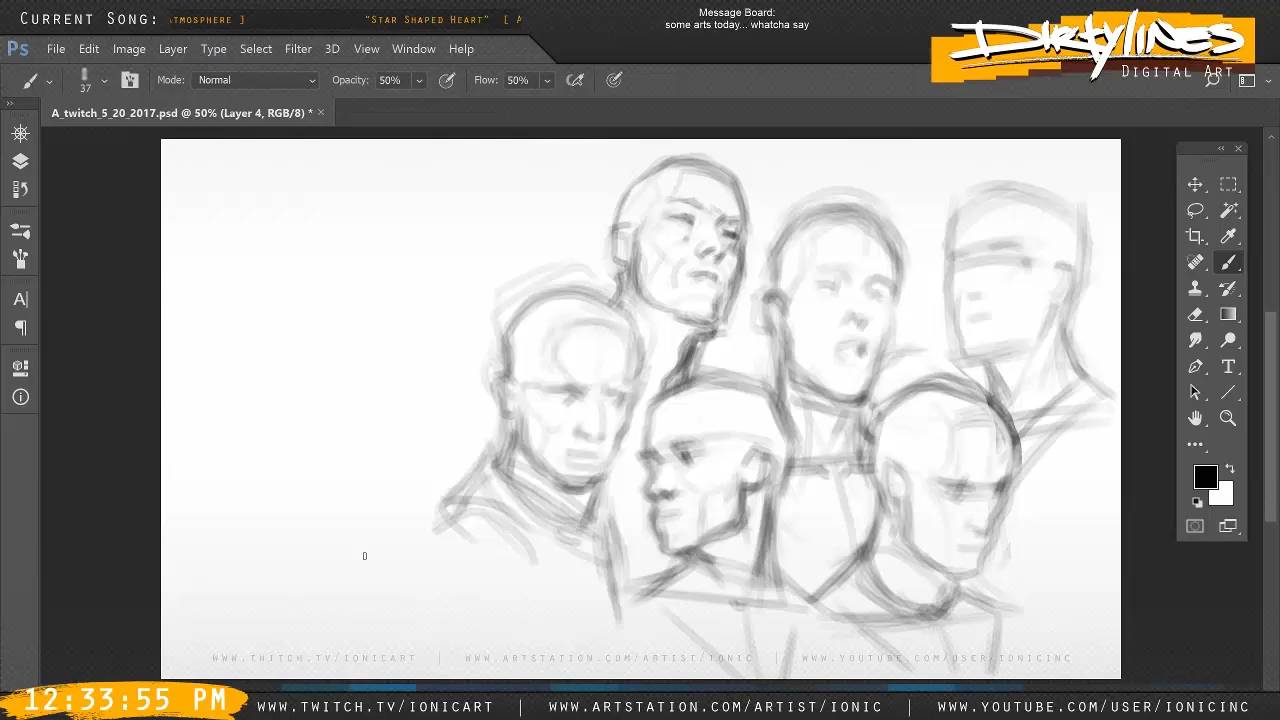 Current Song:
ATMOSPHERE ]
"STAR SHAPED HEART" [ A
Message Board:
some arts today... whatcha say
DIRTYLINES
DIGITAL ART
Ps File Edit Image Layer Type Select Filter 3D View Window Help
37
Mode: Normal
Opacity: 50%
Flow: 50%
A_twitch_5_20_2017.psd @ 50% (Layer 4, RGB/8) *
WWW.TWITCH.TV/IONICART | WWW.ARTSTATION.COM/ARTIST/IONIC | WWW.YOUTUBE.COM/USER/IONICINC
12:33:55 PM
WWW.TWITCH.TV/IONICART | WWW.ARTSTATION.COM/ARTIST/IONIC | WWW.YOUTUBE.COM/USER/IONICINC